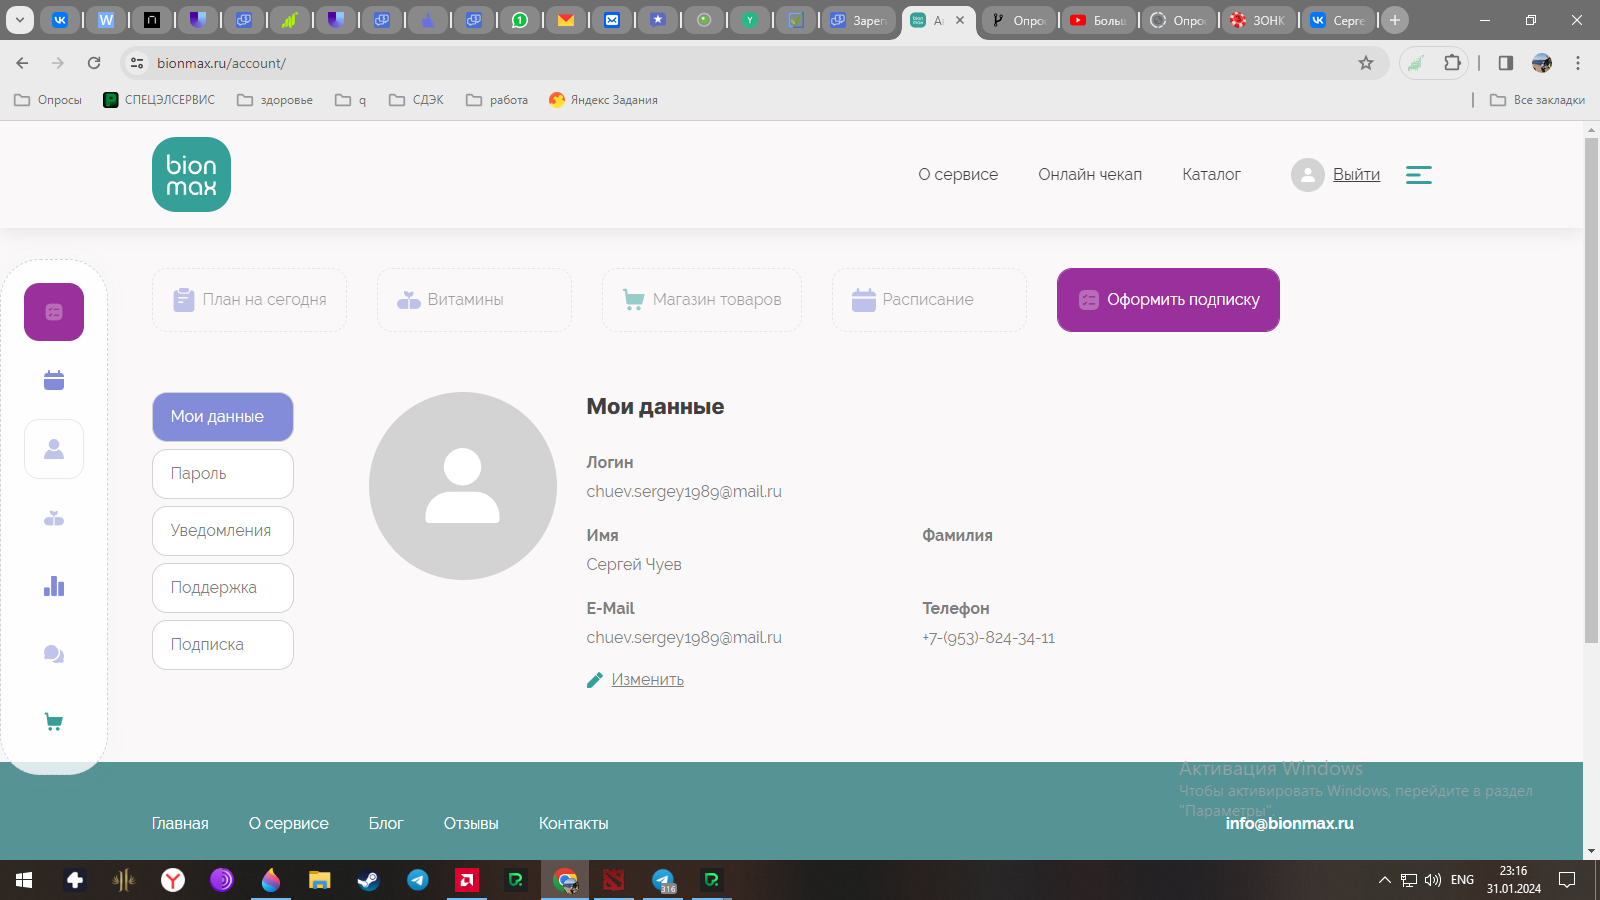 Зареп
Опро
Больш
Опро
ЗОНК
Серге
bionmax.ru/account/
Опросы
СПЕЦЭЛСЕРВИС
здоровье
q
СДЭК
работа
Яндекс Задания
Все закладки
bion
max
О сервисе
Онлайн чекап
Каталог
Выйти
План на сегодня
Витамины
Магазин товаров
Расписание
Оформить подписку
Мои данные
Пароль
Уведомления
Поддержка
Подписка
Мои данные
Логин
chuev.sergey1989@mail.ru
Имя
Фамилия
Сергей Чуев
E-Mail
Телефон
chuev.sergey1989@mail.ru
+7-(953)-824-34-11
Изменить
Активация Windows
Чтобы активировать Windows, перейдите в раздел
"Параметры".
Главная
О сервисе
Блог
Отзывы
Контакты
info@bionmax.ru
316
ENG
23:16
31.01.2024